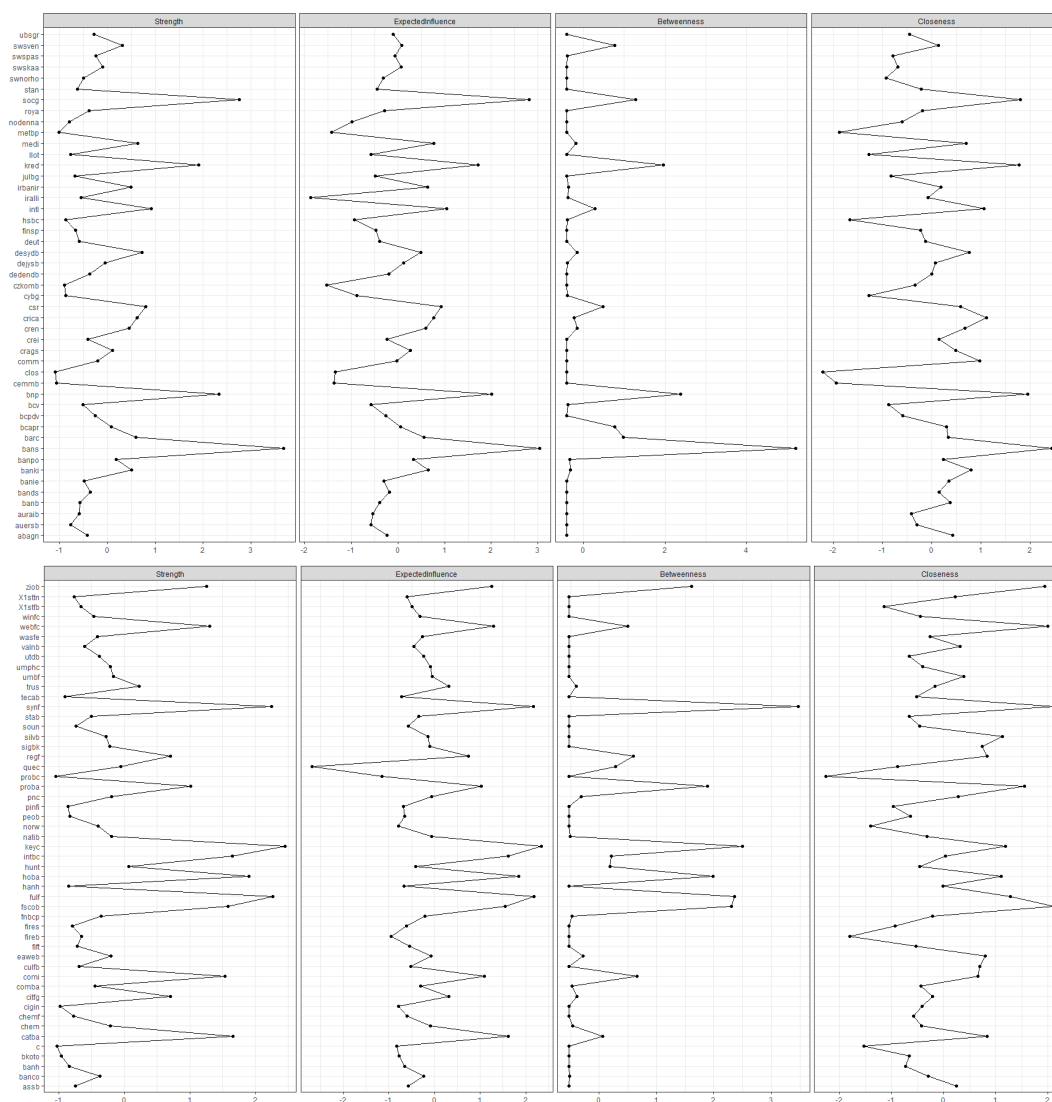 Strength ExpectedInfluence Betweenness Closeness
ubsgr
swsven
swspas
swskaa
swnorho
stan
socg
roya
nodenna
metbp
medi
llot
kred
julbg
irbanir
iralli
intl
hsbc
finsp
deut
desydb
dejysb
dedendb
czkomb
cybg
csr
crica
cren
crei
crags
comm
clos
cemmb
bnp
bcv
bcpdv
bcapr
barc
bans
banpo
banki
banie
bands
banb
auraib
auersb
abagn
-1 0 1 2 3 -2 -1 0 1 2 3 0 2 4 -2 -1 0 1 2
Strength ExpectedInfluence Betweenness Closeness
ziob
X1sttn
X1stfb
winfc
webfc
wasfe
valnb
utdb
umphc
umbf
trus
tecab
synf
stab
soun
silvb
sigbk
regf
quec
probc
proba
pnc
pinfi
peob
norw
natib
keyc
intbc
hunt
hoba
hanh
fulf
fscob
fnbcp
fires
fireb
fift
eaweb
culfb
comi
comba
citfg
cigin
chemf
chem
catba
c
bkoto
banh
banco
assb
-1 0 1 2 -2 -1 0 1 2 0 1 2 3 -2 -1 0 1 2